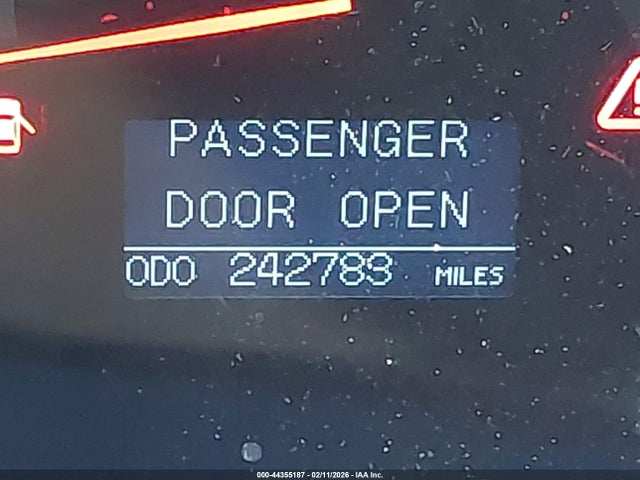 PASSENGER
DOOR OPEN
ODO 242783 MILES
000-44355187 - 02/11/2026 - IAA Inc.